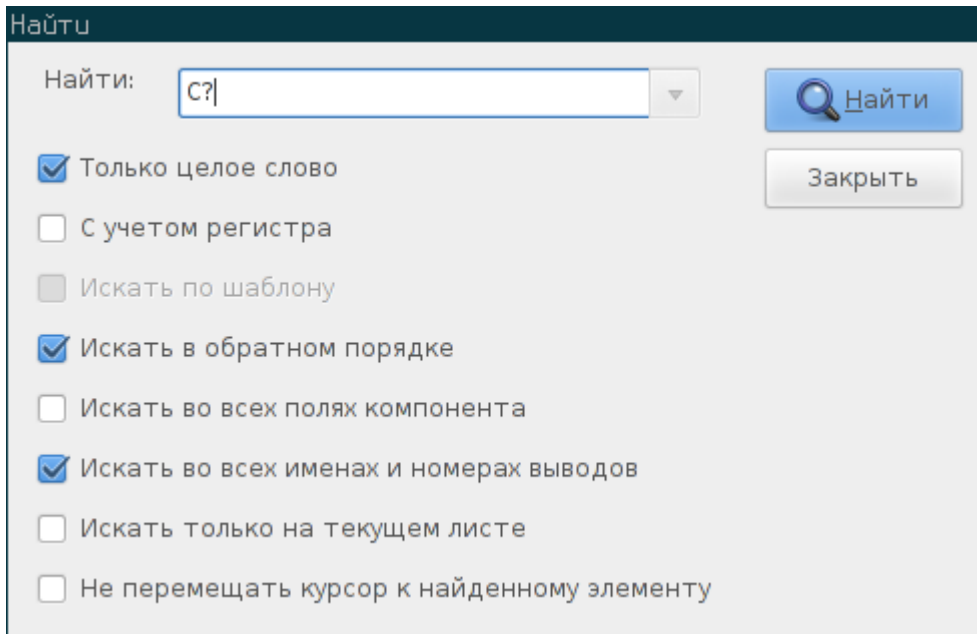 Найти
Найти:
C?
Найти
Только целое слово
Закрыть
С учетом регистра
Искать по шаблону
Искать в обратном порядке
Искать во всех полях компонента
Искать во всех именах и номерах выводов
Искать только на текущем листе
Не перемещать курсор к найденному элементу